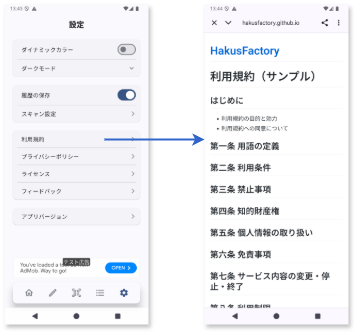 13:43
設定
ダイナミックカラー
ダークモード
履歴の保存
スキャン設定
利用規約
プライバシーポリシー
ライセンス
フィードバック
アプリバージョン
You've loaded a
テスト広告
AdMob. Way to go!
OPEN >
13:44
hakusfactory.github.io
HakusFactory
利用規約（サンプル）
はじめに
利用規約の目的と効力
利用規約への同意について
第一条 用語の定義
第二条 利用条件
第三条 禁止事項
第四条 知的財産権
第五条 個人情報の取り扱い
第六条 免責事項
第七条 サービス内容の変更・停
止・終了